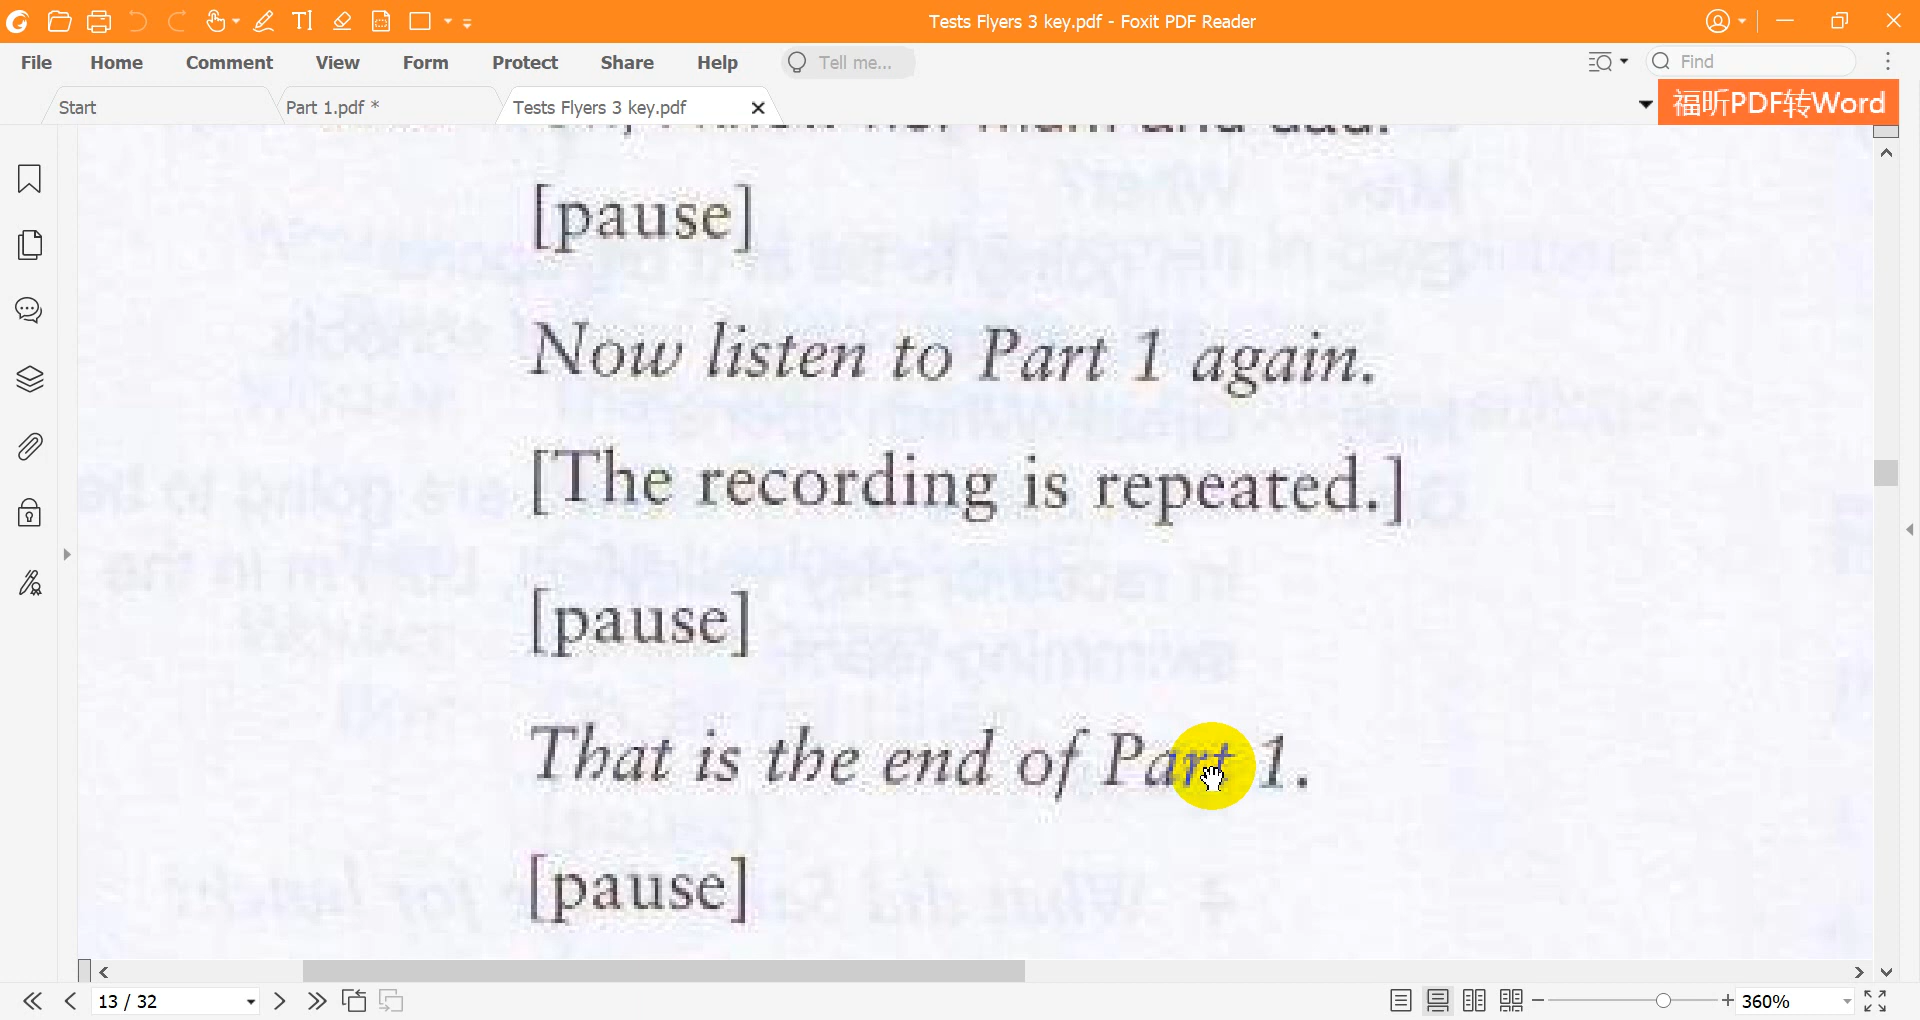 Tests Flyers 3 key.pdf - Foxit PDF Reader
File Home Comment View Form Protect Share Help Tell me... Find
Start Part 1.pdf * Tests Flyers 3 key.pdf 福昕PDF转Word
[pause]
Now listen to Part 1 again.
[The recording is repeated.]
[pause]
That is the end of Part 1.
[pause]
13 / 32 360%